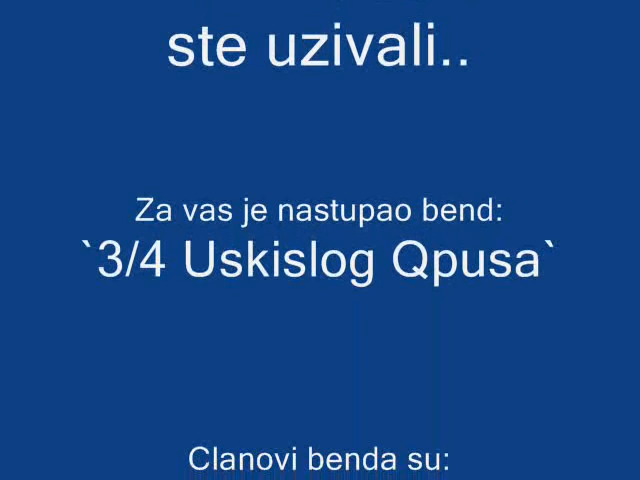 ste uzivali..
Za vas je nastupao bend:
`3/4 Uskislog Qpusa`
Clanovi benda su: